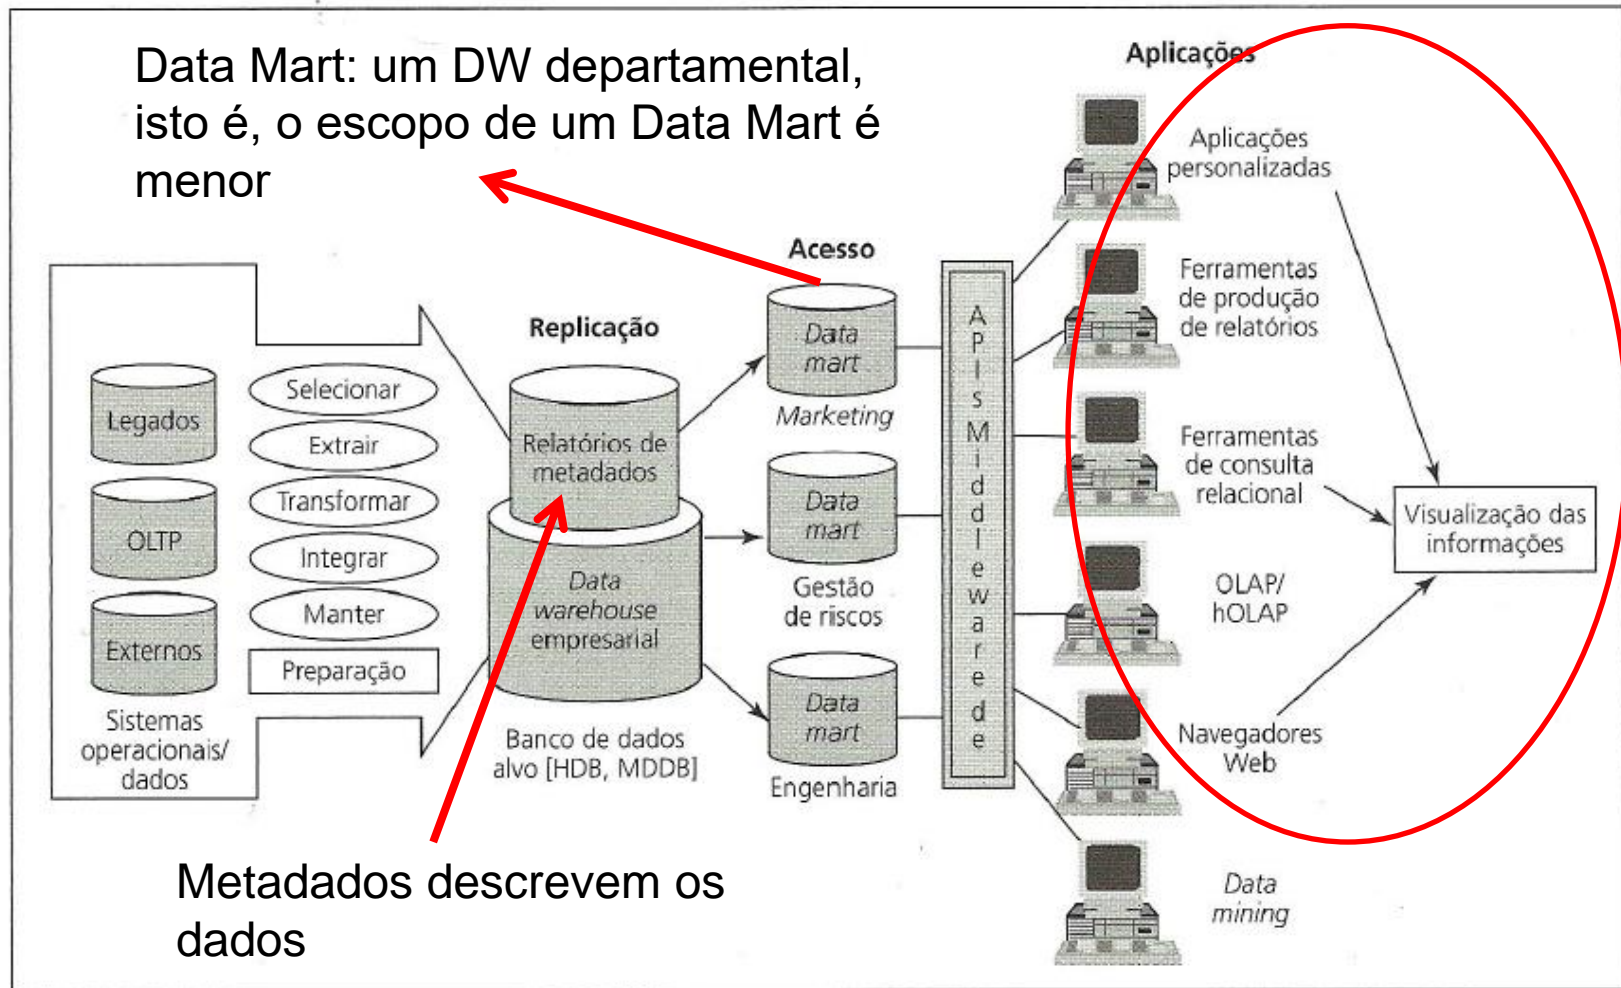 Data Mart: um DW departamental,
isto é, o escopo de um Data Mart é
menor
Aplicações
Aplicações
personalizadas
Ferramentas
de produção
de relatórios
Ferramentas
de consulta
relacional
OLAP/
hOLAP
Navegadores
Web
Data
mining
Visualização das
informações
Acesso
Data
mart
Marketing
Data
mart
Gestão
de riscos
Data
mart
Engenharia
APIs Middleware de
Replicação
Relatórios de
metadados
Data
warehouse
empresarial
Banco de dados
alvo [HDB, MDDB]
Selecionar
Extrair
Transformar
Integrar
Manter
Preparação
Legados
OLTP
Externos
Sistemas
operacionais/
dados
Metadados descrevem os
dados